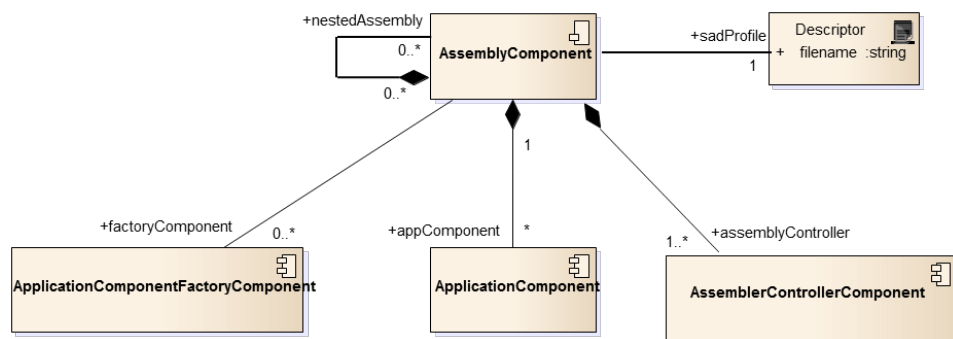 +nestedAssembly
0..*
0..*
AssemblyComponent
+sadProfile
1
Descriptor
+ filename :string
1
+factoryComponent
0..*
+appComponent
*
+assemblyController
1..*
ApplicationComponentFactoryComponent
ApplicationComponent
AssemblerControllerComponent